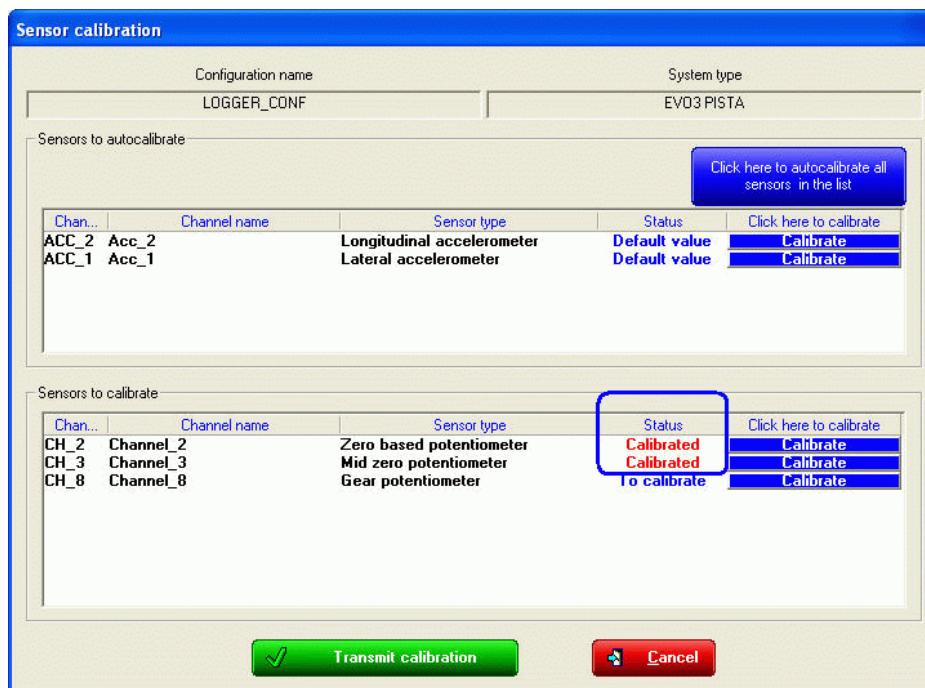 Sensor calibration
Configuration name System type
LOGGER_CONF EVO3 PISTA
Sensors to autocalibrate
Click here to autocalibrate all
sensors in the list
Chan... Channel name Sensor type Status Click here to calibrate
ACC_2 Acc_2 Longitudinal accelerometer Default value Calibrate
ACC_1 Acc_1 Lateral accelerometer Default value Calibrate
Sensors to calibrate
Chan... Channel name Sensor type Status Click here to calibrate
CH_2 Channel_2 Zero based potentiometer Calibrated Calibrate
CH_3 Channel_3 Mid zero potentiometer Calibrated Calibrate
CH_8 Channel_8 Gear potentiometer To calibrate Calibrate
Transmit calibration Cancel